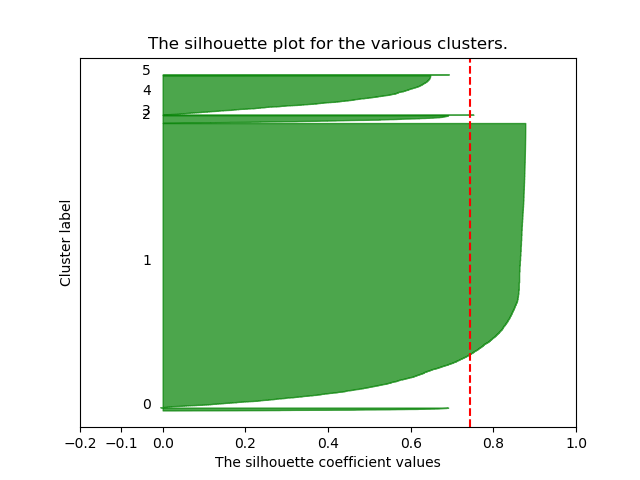 The silhouette plot for the various clusters.
5
4
3
2
1
0
Cluster label
−0.2 −0.1 0.0 0.2 0.4 0.6 0.8 1.0
The silhouette coefficient values